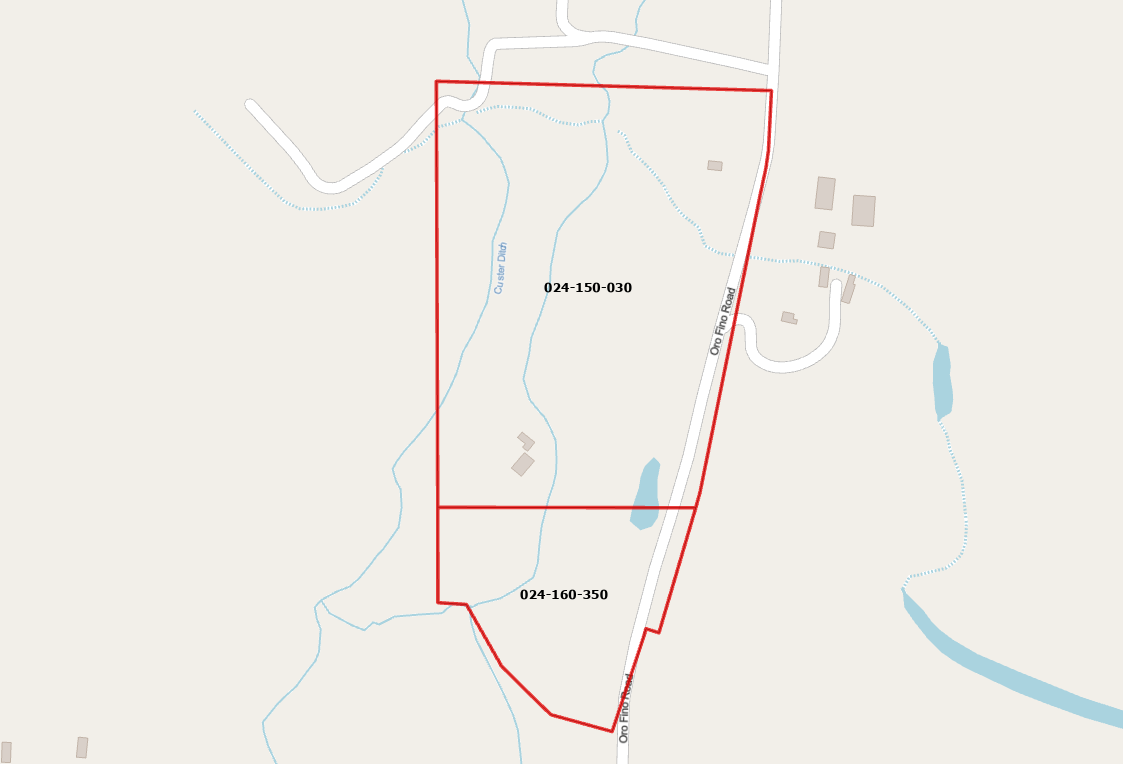 Custer Ditch
024-150-030
Oro Fino Road
024-160-350
Oro Fino Road